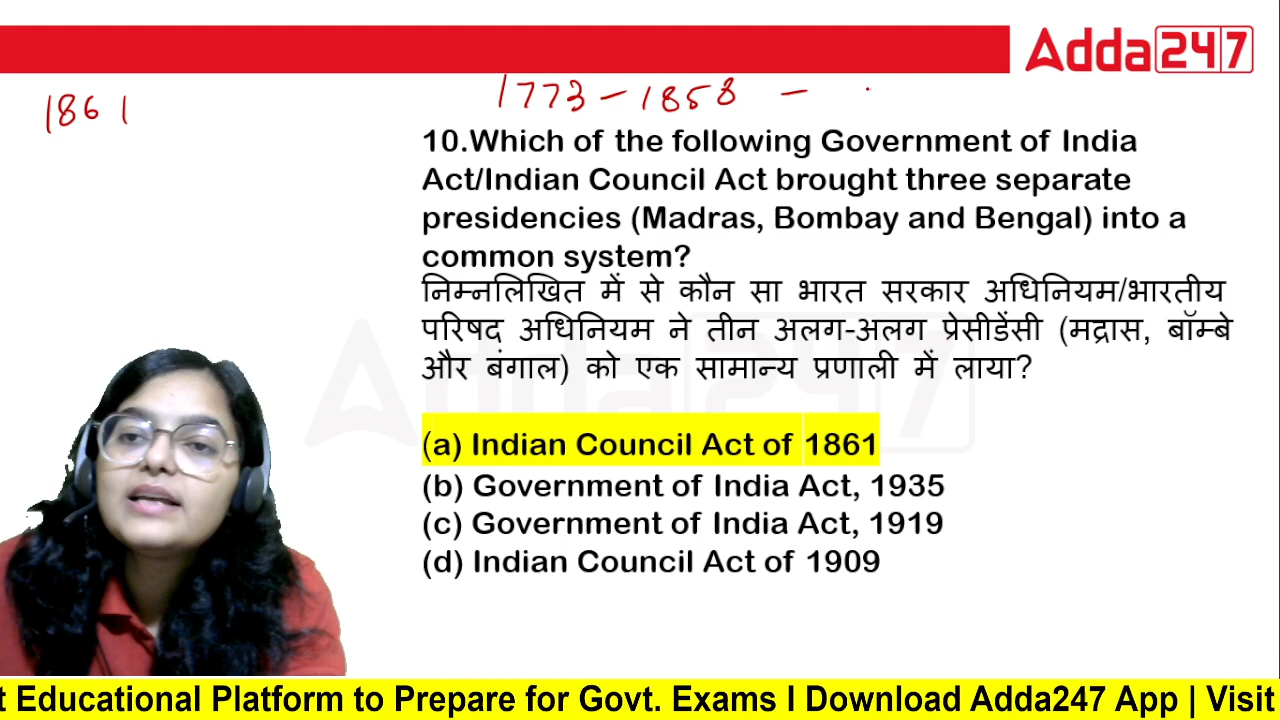 Adda247
1861
1773-1858 -
10.Which of the following Government of India
Act/Indian Council Act brought three separate
presidencies (Madras, Bombay and Bengal) into a
common system?
निम्नलिखित में से कौन सा भारत सरकार अधिनियम/भारतीय
परिषद अधिनियम ने तीन अलग-अलग प्रेसीडेंसी (मद्रास, बॉम्बे
और बंगाल) को एक सामान्य प्रणाली में लाया?
Adda247
(a) Indian Council Act of 1861
(b) Government of India Act, 1935
(c) Government of India Act, 1919
(d) Indian Council Act of 1909
t Educational Platform to Prepare for Govt. Exams I Download Adda247 App | Visit